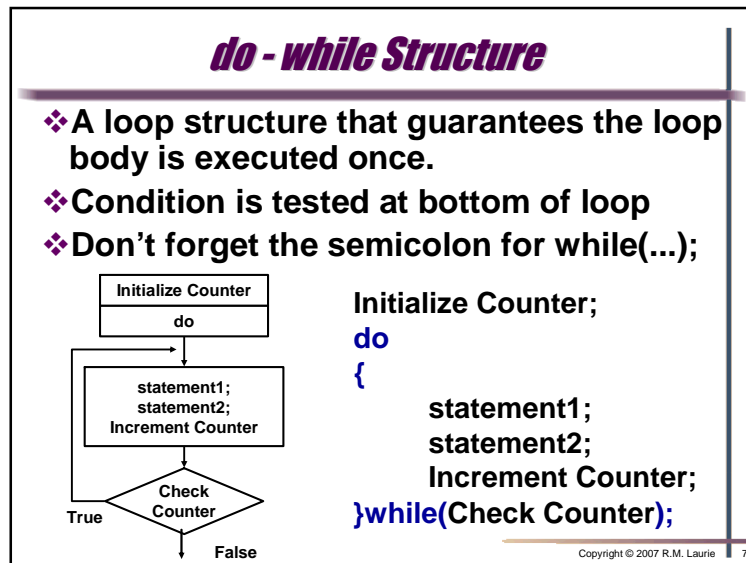 do - while Structure
❖A loop structure that guarantees the loop
body is executed once.
❖Condition is tested at bottom of loop
❖Don't forget the semicolon for while(...);
Initialize Counter
do
statement1;
statement2;
Increment Counter
Check
Counter
True
False
Initialize Counter;
do
{
statement1;
statement2;
Increment Counter;
}while(Check Counter);
Copyright © 2007 R.M. Laurie 7